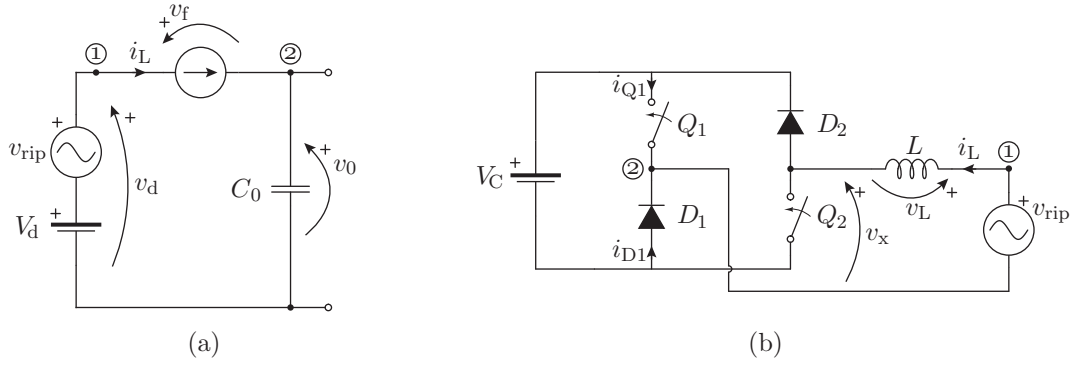 + v_f
① i_L ②
+
v_rip
+
V_d
+
v_d
C_0
+
v_0
(a)
i_Q1
Q_1
D_2
+
V_C
②
L i_L ①
+
v_L
+
v_rip
D_1
i_D1
Q_2
+
v_x
(b)